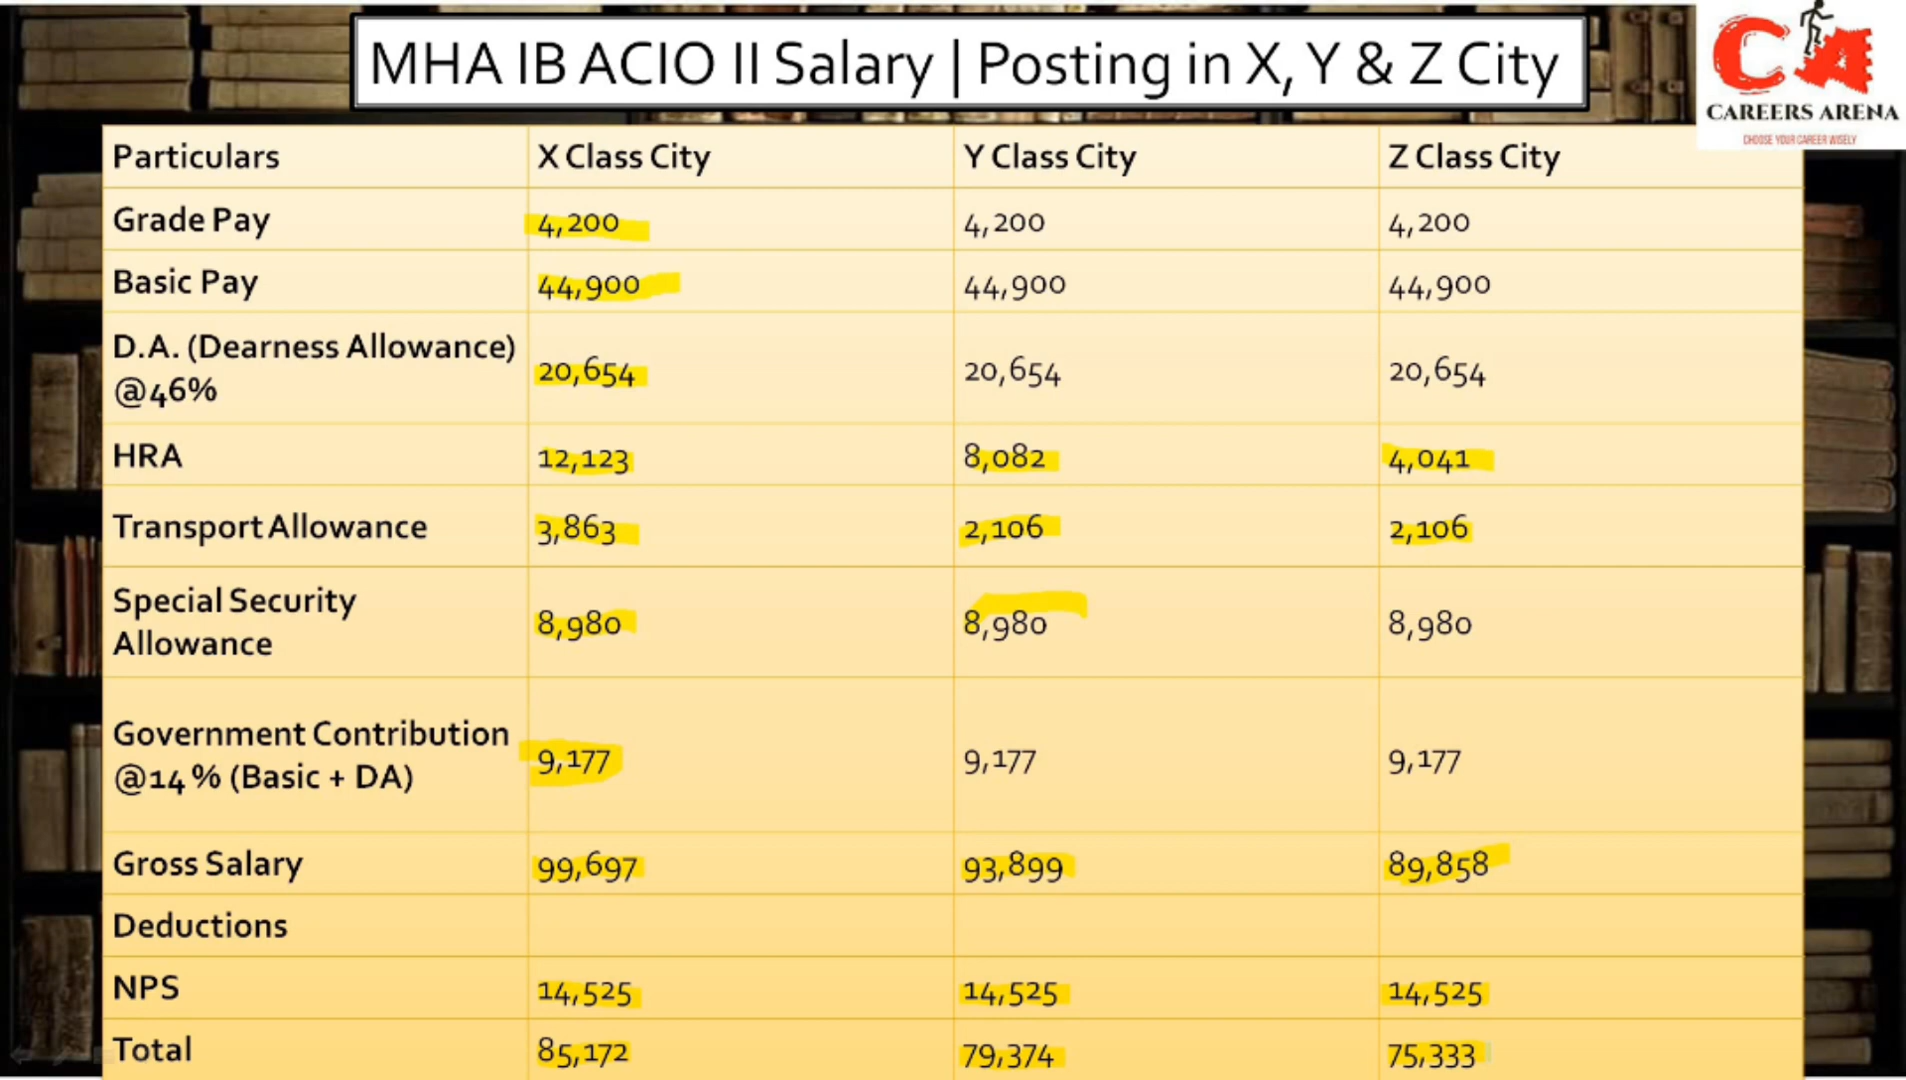 MHA IB ACIO II Salary | Posting in X, Y & Z City
CA
CAREERS ARENA
CHOOSE YOUR CAREER WISELY
Particulars X Class City Y Class City Z Class City
Grade Pay 4,200 4,200 4,200
Basic Pay 44,900 44,900 44,900
D.A. (Dearness Allowance)
@46% 20,654 20,654 20,654
HRA 12,123 8,082 4,041
Transport Allowance 3,863 2,106 2,106
Special Security
Allowance 8,980 8,980 8,980
Government Contribution
@14 % (Basic + DA) 9,177 9,177 9,177
Gross Salary 99,697 93,899 89,858
Deductions
NPS 14,525 14,525 14,525
Total 85,172 79,374 75,333